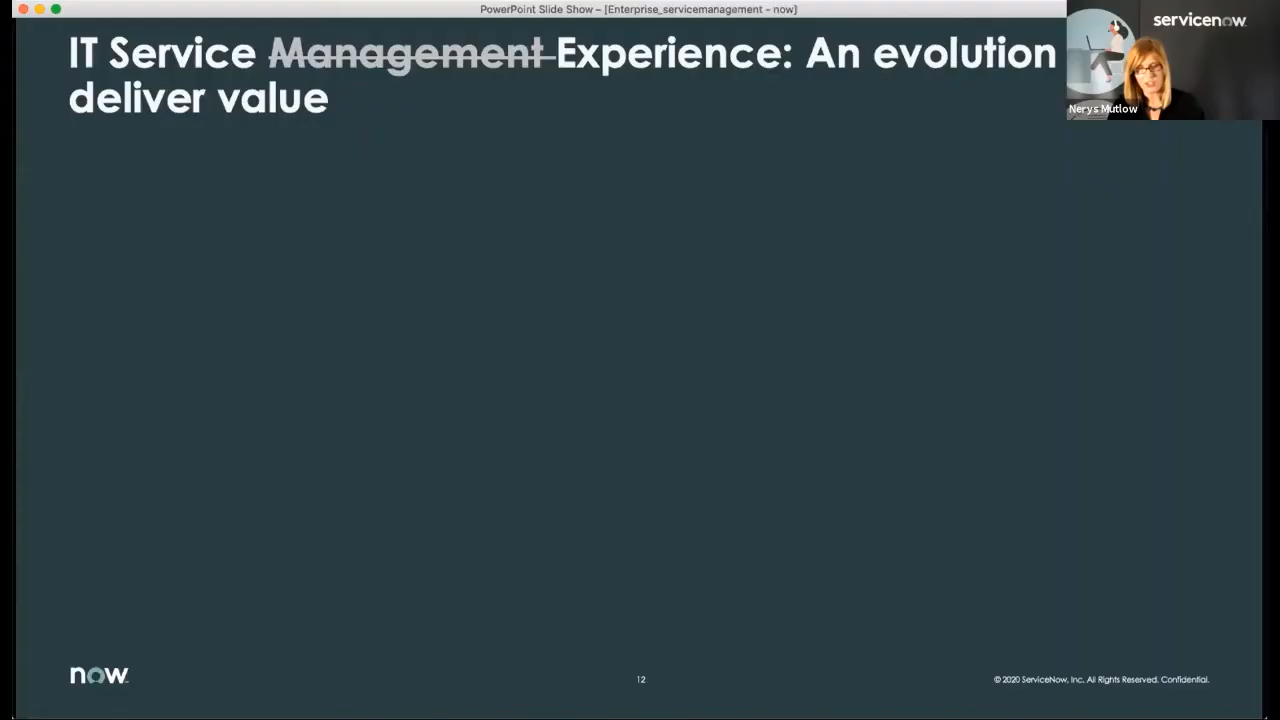 PowerPoint Slide Show – [Enterprise_servicemanagement - now]
servicenow
IT Service Management Experience: An evolution
deliver value
Nerys Mutlow
now
12
© 2020 ServiceNow, Inc. All Rights Reserved. Confidential.